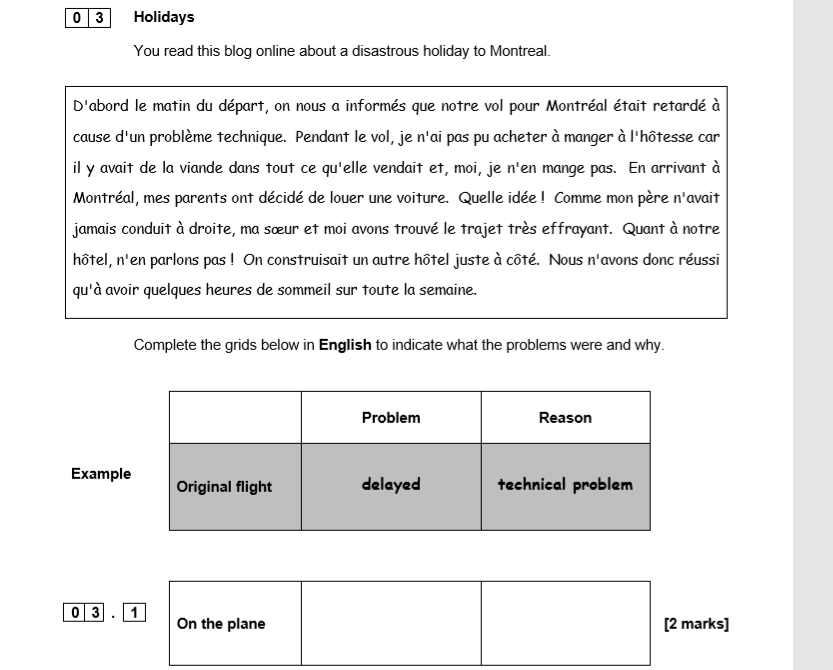 0 3 Holidays
You read this blog online about a disastrous holiday to Montreal.
D'abord le matin du départ, on nous a informés que notre vol pour Montréal était retardé à
cause d'un problème technique. Pendant le vol, je n'ai pas pu acheter à manger à l'hôtesse car
il y avait de la viande dans tout ce qu'elle vendait et, moi, je n'en mange pas. En arrivant à
Montréal, mes parents ont décidé de louer une voiture. Quelle idée ! Comme mon père n'avait
jamais conduit à droite, ma sœur et moi avons trouvé le trajet très effrayant. Quant à notre
hôtel, n'en parlons pas ! On construisait un autre hôtel juste à côté. Nous n'avons donc réussi
qu'à avoir quelques heures de sommeil sur toute la semaine.
Complete the grids below in English to indicate what the problems were and why.
Problem Reason
Example Original flight delayed technical problem
0 3 . 1 On the plane [2 marks]